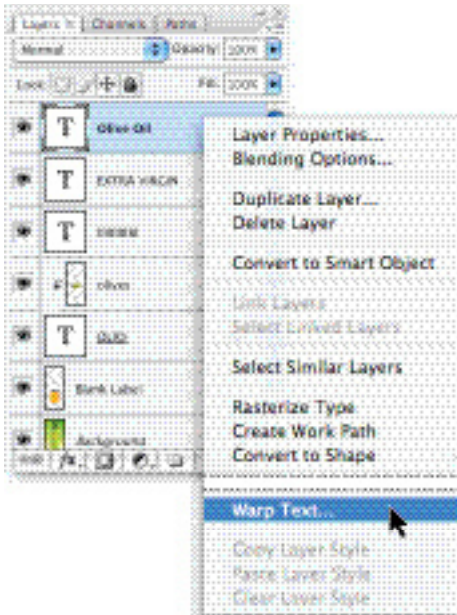 Layers × Channels Paths
Normal Opacity: 100%
Lock: Fill: 100%
T Olive Oil
T EXTRA VIRGIN
T
olives
T OLIO
Blank Label
Background
Layer Properties...
Blending Options...
Duplicate Layer...
Delete Layer
Convert to Smart Object
Link Layers
Select Linked Layers
Select Similar Layers
Rasterize Type
Create Work Path
Convert to Shape
Warp Text...
Copy Layer Style
Paste Layer Style
Clear Layer Style